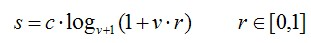 s = c · log_{v+1} (1 + v · r)    r ∈ [0,1]